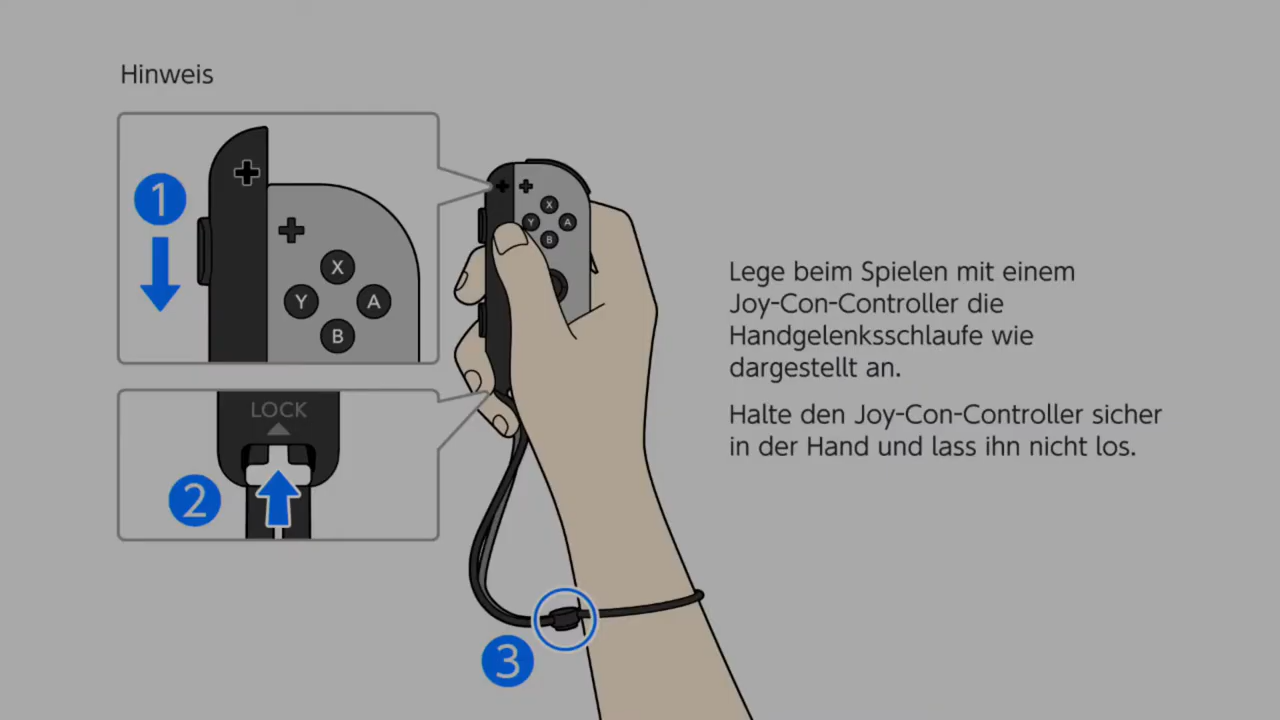 Hinweis
1
X
Y
A
B
LOCK
2
X
Y
A
B
3
Lege beim Spielen mit einem
Joy-Con-Controller die
Handgelenksschlaufe wie
dargestellt an.
Halte den Joy-Con-Controller sicher
in der Hand und lass ihn nicht los.